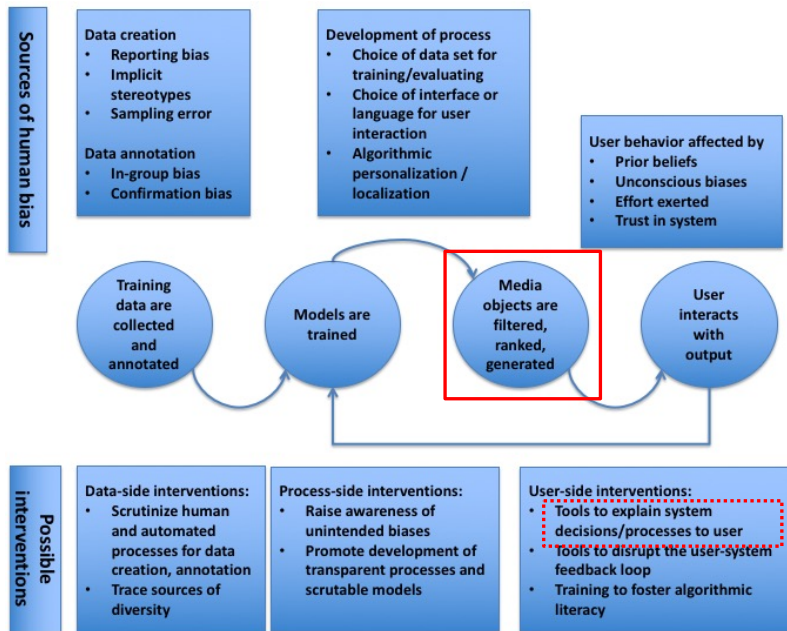 Sources of human bias
Data creation
• Reporting bias
• Implicit
stereotypes
• Sampling error
Data annotation
• In-group bias
• Confirmation bias
Development of process
• Choice of data set for
training/evaluating
• Choice of interface or
language for user
interaction
• Algorithmic
personalization /
localization
User behavior affected by
• Prior beliefs
• Unconscious biases
• Effort exerted
• Trust in system
Training
data are
collected
and
annotated
Models are
trained
Media
objects are
filtered,
ranked,
generated
User
interacts
with
output
Possible
interventions
Data-side interventions:
• Scrutinize human
and automated
processes for data
creation, annotation
• Trace sources of
diversity
Process-side interventions:
• Raise awareness of
unintended biases
• Promote development of
transparent processes and
scrutable models
User-side interventions:
• Tools to explain system
decisions/processes to user
• Tools to disrupt the user-system
feedback loop
• Training to foster algorithmic
literacy